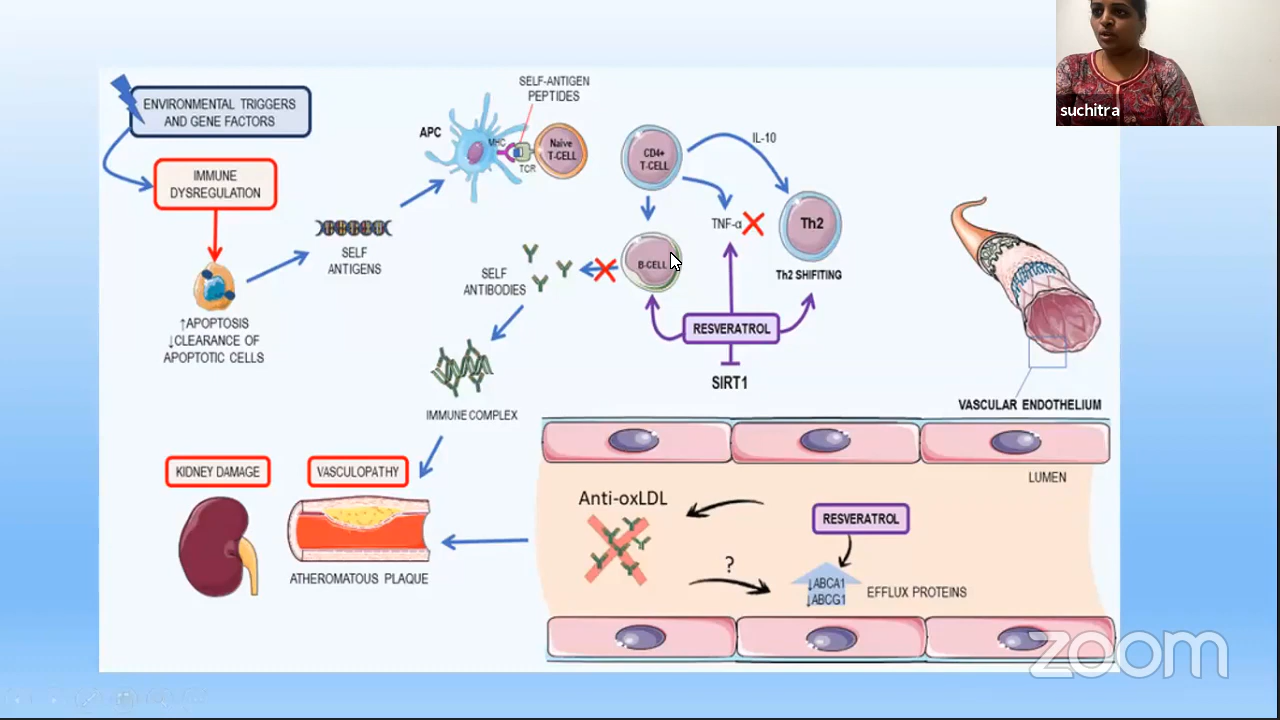 suchitra
ENVIRONMENTAL TRIGGERS
AND GENE FACTORS
IMMUNE
DYSREGULATION
↑APOPTOSIS
↓CLEARANCE OF
APOPTOTIC CELLS
SELF
ANTIGENS
APC
SELF-ANTIGEN
PEPTIDES
MHC
TCR
Naive
T-CELL
CD4+
T-CELL
IL-10
TNF-α
Th2
Th2 SHIFITING
B-CELL
SELF
ANTIBODIES
RESVERATROL
SIRT1
IMMUNE COMPLEX
VASCULAR ENDOTHELIUM
KIDNEY DAMAGE
VASCULOPATHY
ATHEROMATOUS PLAQUE
LUMEN
Anti-oxLDL
RESVERATROL
?
↓ABCA1
↓ABCG1
EFFLUX PROTEINS
zoom